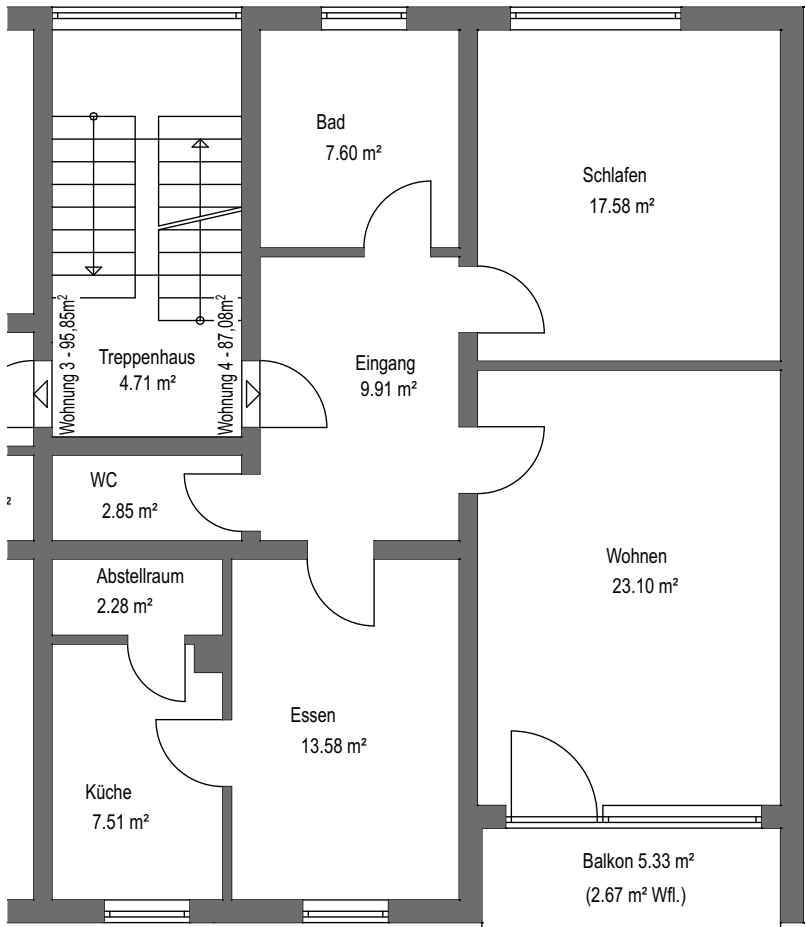 Bad
7.60 m²
Schlafen
17.58 m²
Wohnung 3 - 95,85m²
Treppenhaus
4.71 m²
Wohnung 4 - 87,08m²
Eingang
9.91 m²
WC
2.85 m²
²
Abstellraum
2.28 m²
Wohnen
23.10 m²
Essen
13.58 m²
Küche
7.51 m²
Balkon 5.33 m²
(2.67 m² Wfl.)